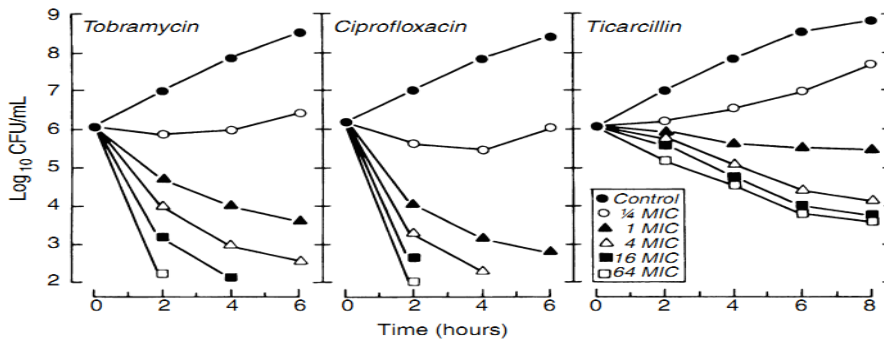 Tobramycin
Ciprofloxacin
Ticarcillin
Log10 CFU/mL
9
8
7
6
5
4
3
2
0 2 4 6
0 2 4 6
0 2 4 6 8
Time (hours)
Control
¼ MIC
1 MIC
4 MIC
16 MIC
64 MIC